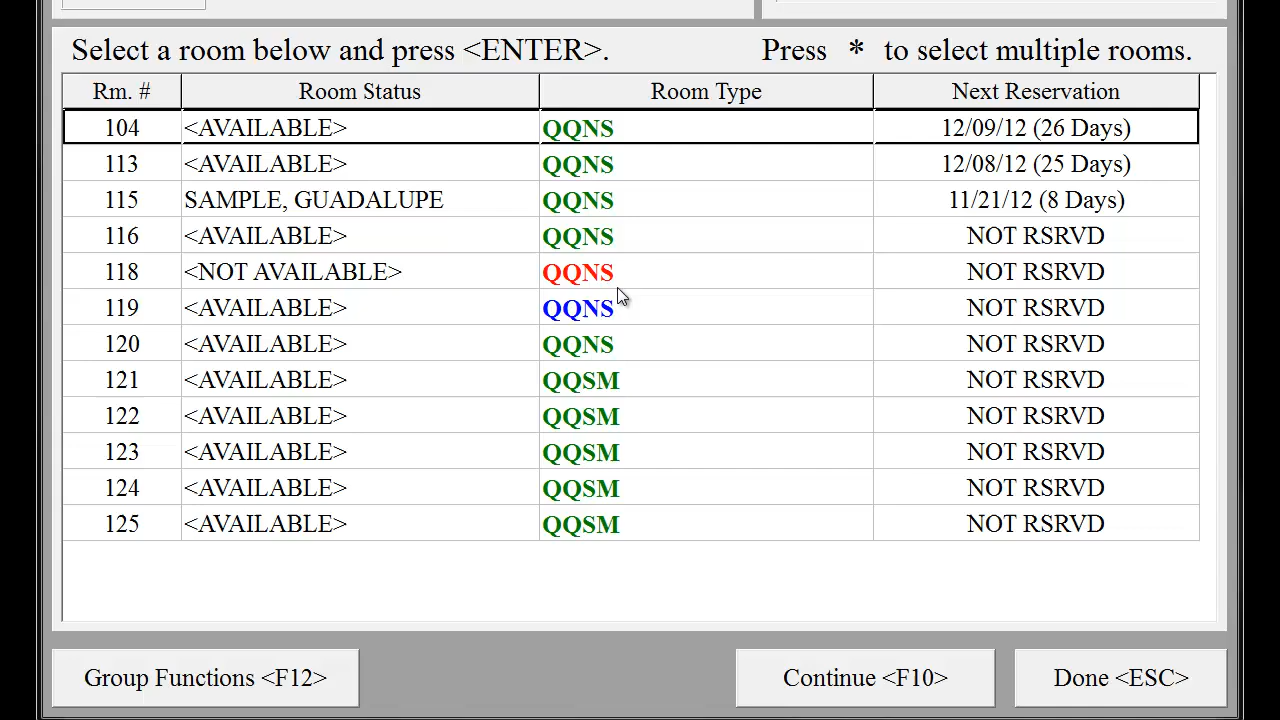 Select a room below and press <ENTER>. Press * to select multiple rooms.
Rm. # Room Status Room Type Next Reservation
104 <AVAILABLE> QQNS 12/09/12 (26 Days)
113 <AVAILABLE> QQNS 12/08/12 (25 Days)
115 SAMPLE, GUADALUPE QQNS 11/21/12 (8 Days)
116 <AVAILABLE> QQNS NOT RSRVD
118 <NOT AVAILABLE> QQNS NOT RSRVD
119 <AVAILABLE> QQNS NOT RSRVD
120 <AVAILABLE> QQNS NOT RSRVD
121 <AVAILABLE> QQSM NOT RSRVD
122 <AVAILABLE> QQSM NOT RSRVD
123 <AVAILABLE> QQSM NOT RSRVD
124 <AVAILABLE> QQSM NOT RSRVD
125 <AVAILABLE> QQSM NOT RSRVD
Group Functions <F12> Continue <F10> Done <ESC>